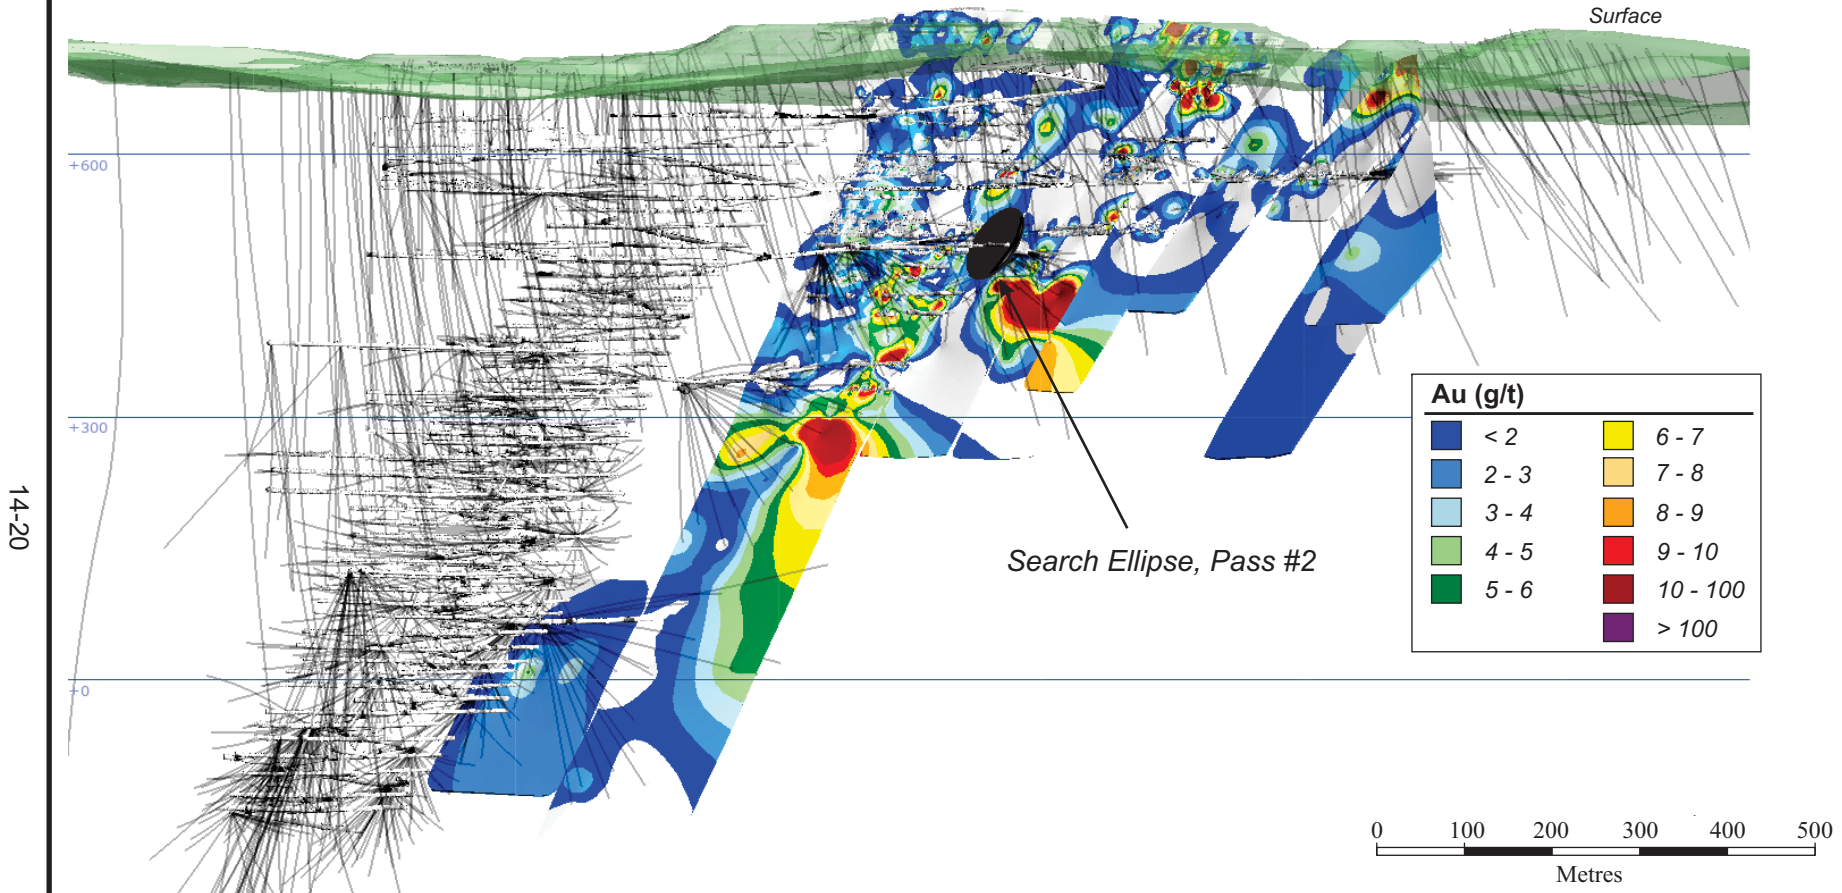 Surface
+600
+300
+0
14-20
Search Ellipse, Pass #2
Au (g/t)
< 2
2 - 3
3 - 4
4 - 5
5 - 6
6 - 7
7 - 8
8 - 9
9 - 10
10 - 100
> 100
0 100 200 300 400 500
Metres